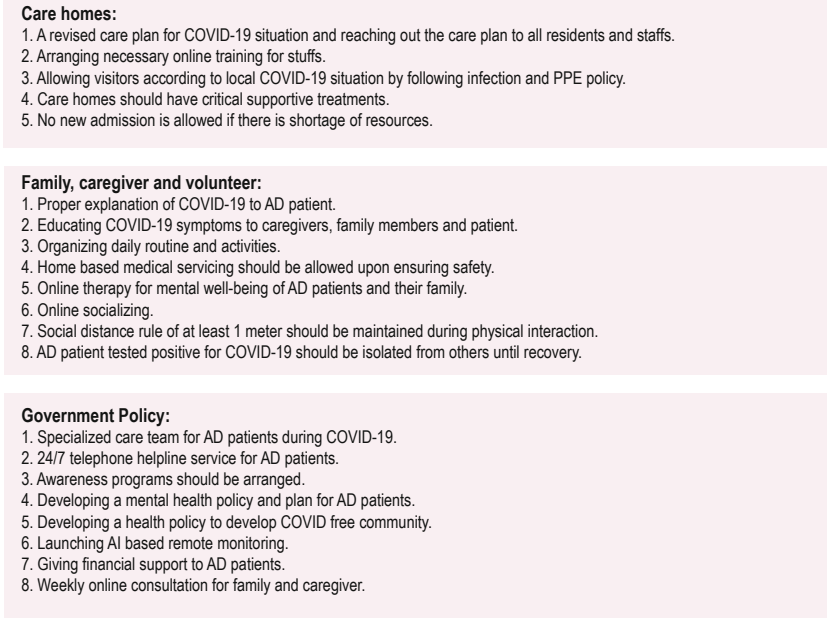 Care homes:
1. A revised care plan for COVID-19 situation and reaching out the care plan to all residents and staffs.
2. Arranging necessary online training for stuffs.
3. Allowing visitors according to local COVID-19 situation by following infection and PPE policy.
4. Care homes should have critical supportive treatments.
5. No new admission is allowed if there is shortage of resources.
Family, caregiver and volunteer:
1. Proper explanation of COVID-19 to AD patient.
2. Educating COVID-19 symptoms to caregivers, family members and patient.
3. Organizing daily routine and activities.
4. Home based medical servicing should be allowed upon ensuring safety.
5. Online therapy for mental well-being of AD patients and their family.
6. Online socializing.
7. Social distance rule of at least 1 meter should be maintained during physical interaction.
8. AD patient tested positive for COVID-19 should be isolated from others until recovery.
Government Policy:
1. Specialized care team for AD patients during COVID-19.
2. 24/7 telephone helpline service for AD patients.
3. Awareness programs should be arranged.
4. Developing a mental health policy and plan for AD patients.
5. Developing a health policy to develop COVID free community.
6. Launching AI based remote monitoring.
7. Giving financial support to AD patients.
8. Weekly online consultation for family and caregiver.